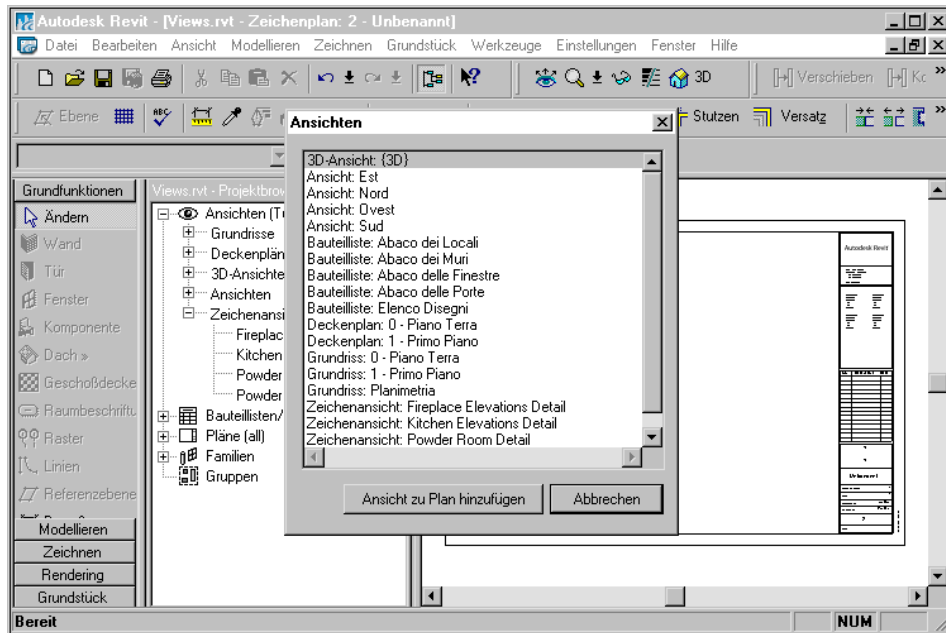 Autodesk Revit - [Views.rvt - Zeichenplan: 2 - Unbenannt]
Datei Bearbeiten Ansicht Modellieren Zeichnen Grundstück Werkzeuge Einstellungen Fenster Hilfe
3D Verschieben
Ebene ABC Stutzen Versatz
Ansichten
3D-Ansicht: {3D}
Ansicht: Est
Ansicht: Nord
Ansicht: Ovest
Ansicht: Sud
Bauteilliste: Abaco dei Locali
Bauteilliste: Abaco dei Muri
Bauteilliste: Abaco delle Finestre
Bauteilliste: Abaco delle Porte
Bauteilliste: Elenco Disegni
Deckenplan: 0 - Piano Terra
Deckenplan: 1 - Primo Piano
Grundriss: 0 - Piano Terra
Grundriss: 1 - Primo Piano
Grundriss: Planimetria
Zeichenansicht: Fireplace Elevations Detail
Zeichenansicht: Kitchen Elevations Detail
Zeichenansicht: Powder Room Detail
Ansicht zu Plan hinzufügen Abbrechen
Grundfunktionen
Ändern
Wand
Tür
Fenster
Komponente
Dach »
Geschoßdecke
Raumbeschriftu
Raster
Linien
Referenzebene
Modellieren
Zeichnen
Rendering
Grundstück
Views.rvt - Projektbrow
Ansichten (T
Grundrisse
Deckenplän
3D-Ansichte
Ansichten
Zeichenansi
Fireplac
Kitchen
Powder
Powder
Bauteillisten/
Pläne (all)
Familien
Gruppen
Autodesk Revit
Unbenannt
2
Bereit NUM